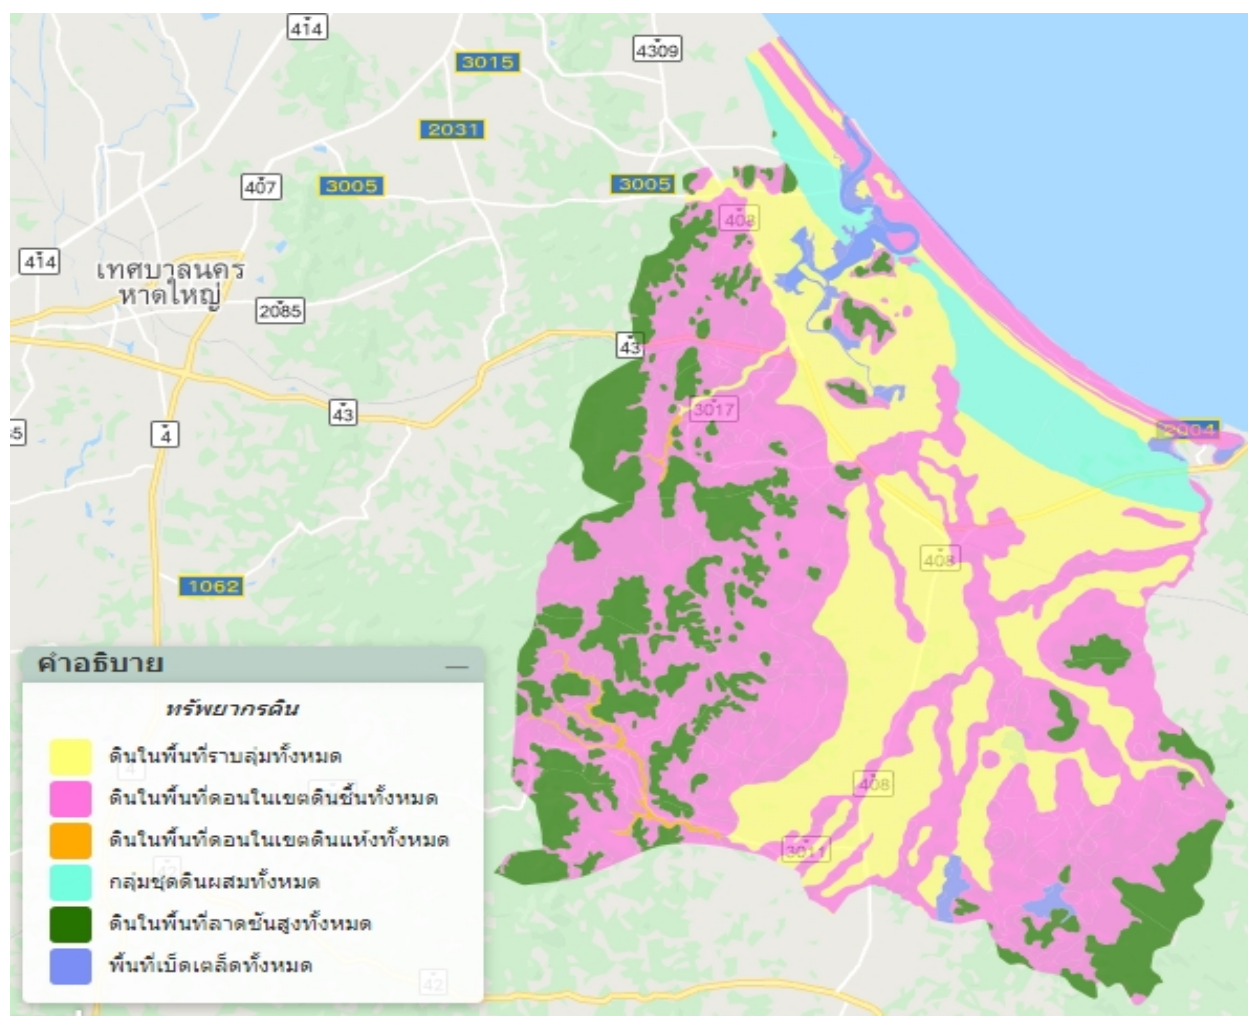 414
4309
3015
2031
407
3005
3005
408
414
เทศบาลนคร
หาดใหญ่
2085
43
43
3017
4
2004
408
1062
คำอธิบาย
ทรัพยากรดิน
ดินในพื้นที่ราบลุ่มทั้งหมด
ดินในพื้นที่ดอนในเขตดินชื้นทั้งหมด
ดินในพื้นที่ดอนในเขตดินแห้งทั้งหมด
กลุ่มชุดดินผสมทั้งหมด
ดินในพื้นที่ลาดชันสูงทั้งหมด
พื้นที่เบ็ดเตล็ดทั้งหมด
408
3011
4
42
42